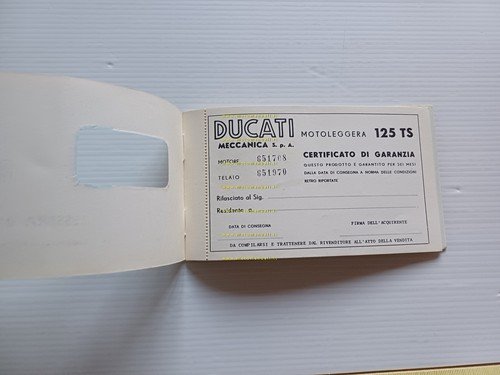 DUCATI
MECCANICA S.p.A.
MOTOLEGGERA 125 TS
MOTORE 651708
TELAIO 651970
CERTIFICATO DI GARANZIA
QUESTO PRODOTTO È GARANTITO PER SEI MESI
DALLA DATA DI CONSEGNA A NORMA DELLE CONDIZIONI
RETRO RIPORTATE
Rilasciato al Sig.
Residente a
DATA DI CONSEGNA
FIRMA DELL'ACQUIRENTE
DA COMPILARSI E TRATTENERE DAL RIVENDITORE ALL'ATTO DELLA VENDITA